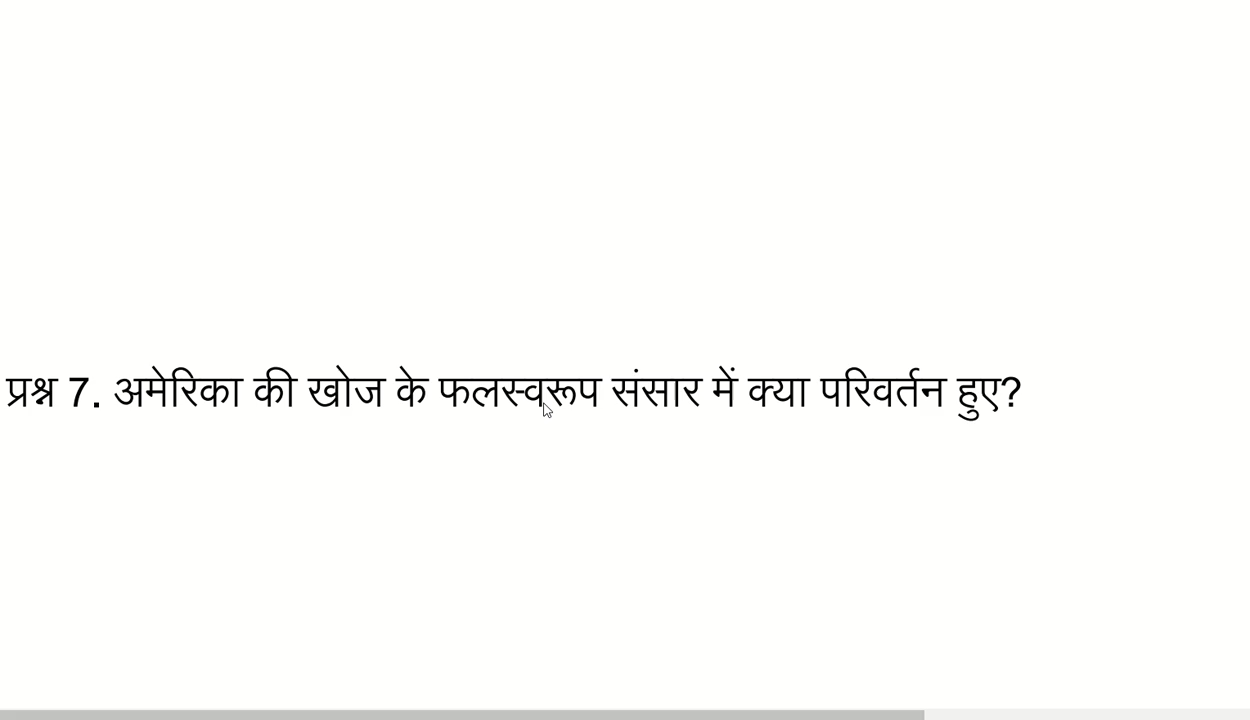 प्रश्न 7. अमेरिका की खोज के फलस्वरूप संसार में क्या परिवर्तन हुए?